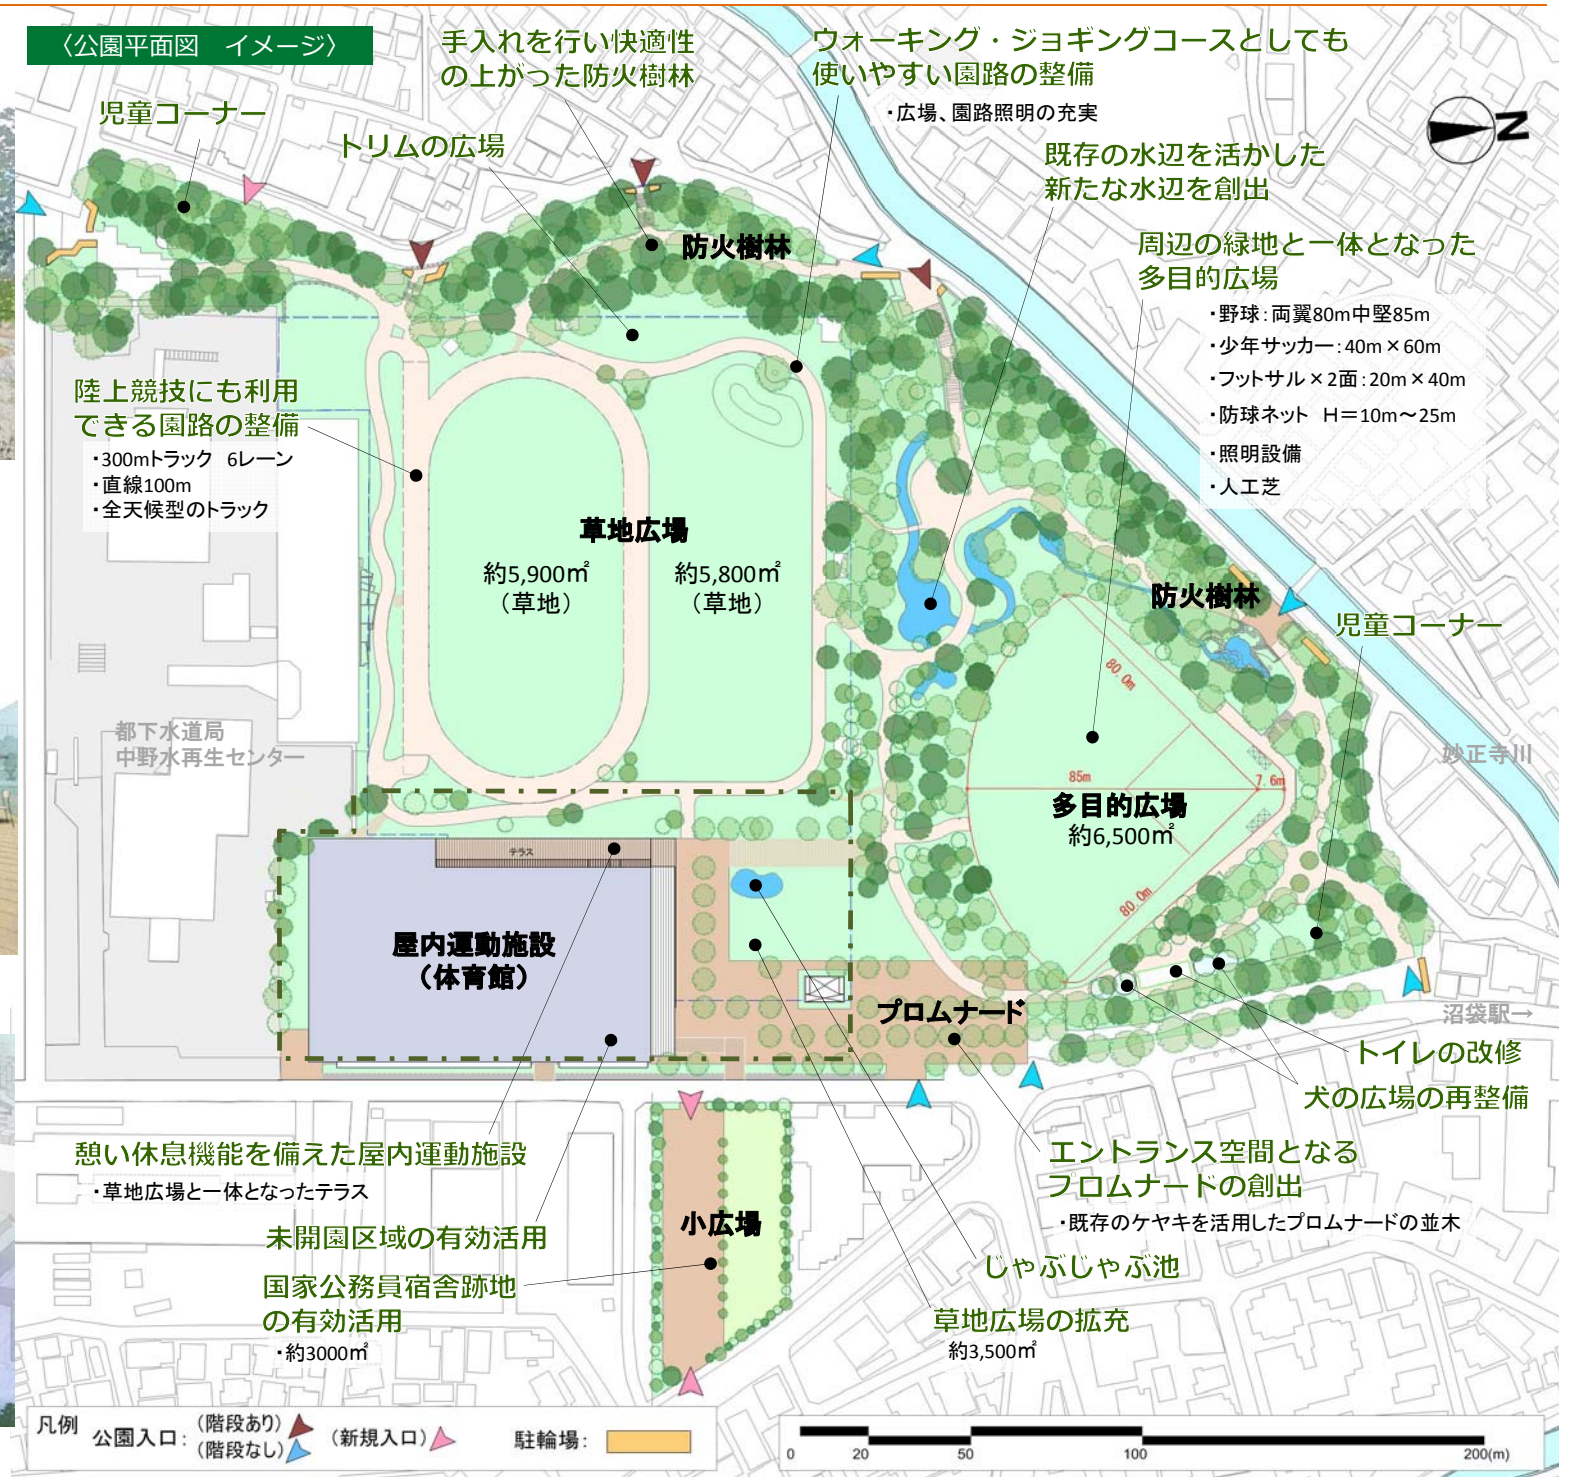 〈公園平面図　イメージ〉
手入れを行い快適性
の上がった防火樹林
ウォーキング・ジョギングコースとしても
使いやすい園路の整備
・広場、園路照明の充実
児童コーナー
トリムの広場
既存の水辺を活かした
新たな水辺を創出
N
防火樹林
周辺の緑地と一体となった
多目的広場
・野球：両翼80m中堅85m
・少年サッカー：40m×60m
・フットサル×2面：20m×40m
・防球ネット　H＝10m～25m
・照明設備
・人工芝
陸上競技にも利用
できる園路の整備
・300mトラック　6レーン
・直線100m
・全天候型のトラック
草地広場
約5,900㎡
（草地）
約5,800㎡
（草地）
防火樹林
児童コーナー
都下水道局
中野水再生センター
妙正寺川
80.0m
85m
7.6m
多目的広場
約6,500㎡
80.0m
テラス
屋内運動施設
（体育館）
プロムナード
沼袋駅→
トイレの改修
犬の広場の再整備
憩い休息機能を備えた屋内運動施設
・草地広場と一体となったテラス
エントランス空間となる
プロムナードの創出
・既存のケヤキを活用したプロムナードの並木
未開園区域の有効活用
小広場
じゃぶじゃぶ池
国家公務員宿舎跡地
の有効活用
・約3000㎡
草地広場の拡充
約3,500㎡
凡例
公園入口：
（階段あり）
（階段なし）
（新規入口）
駐輪場：
0 20 50 100 200(m)